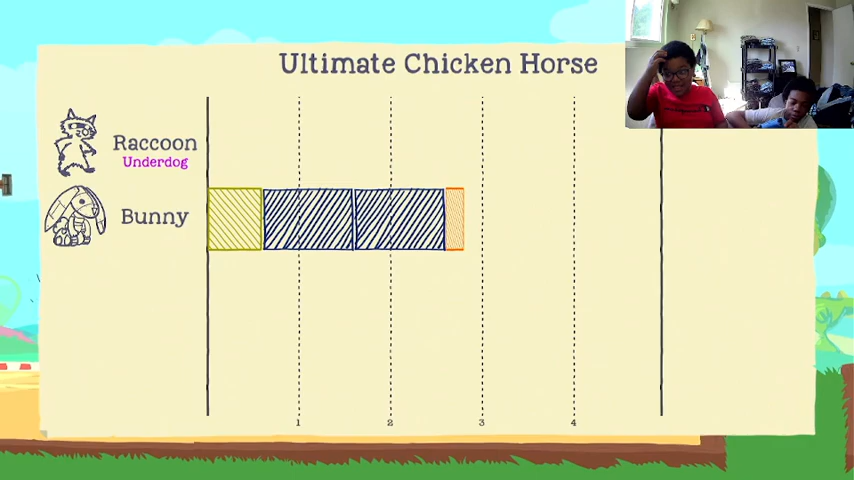 Ultimate Chicken Horse
Raccoon
Underdog
Bunny
1 2 3 4